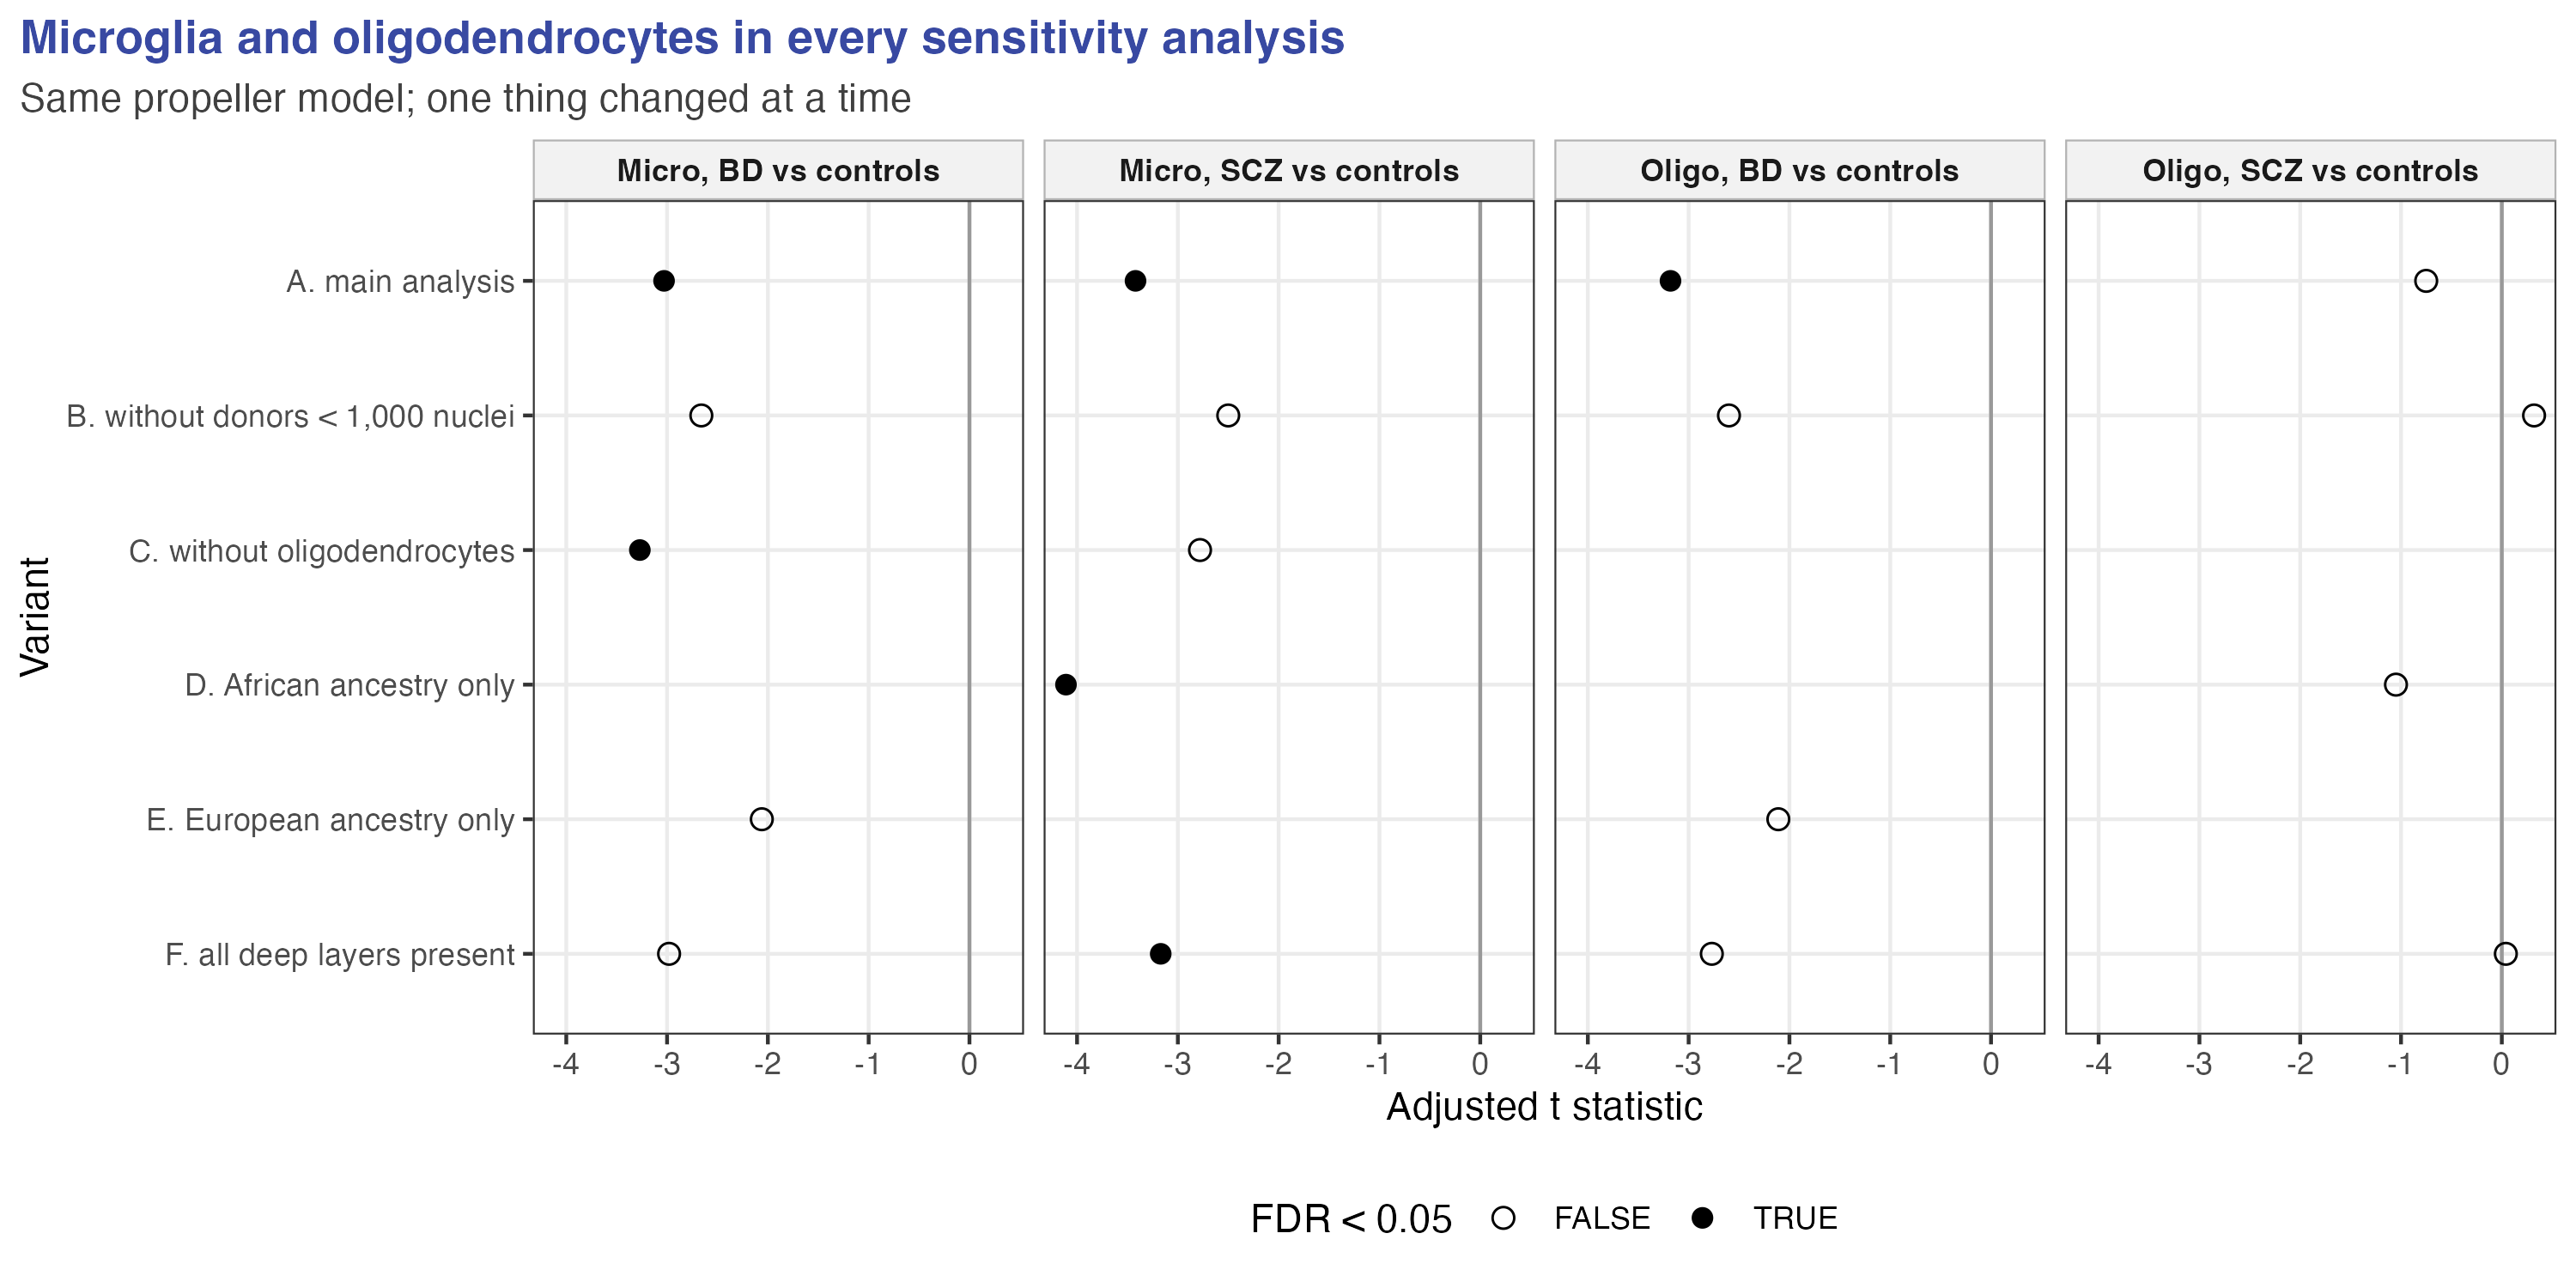 Microglia and oligodendrocytes in every sensitivity analysis
Same propeller model; one thing changed at a time
Micro, BD vs controls
Micro, SCZ vs controls
Oligo, BD vs controls
Oligo, SCZ vs controls
Variant
A. main analysis
B. without donors < 1,000 nuclei
C. without oligodendrocytes
D. African ancestry only
E. European ancestry only
F. all deep layers present
-4 -3 -2 -1 0
-4 -3 -2 -1 0
-4 -3 -2 -1 0
-4 -3 -2 -1 0
Adjusted t statistic
FDR < 0.05 FALSE TRUE